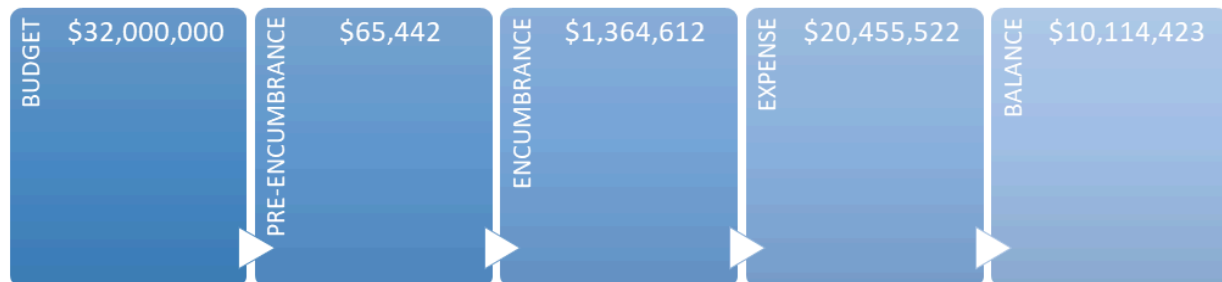 BUDGET
$32,000,000
PRE-ENCUMBRANCE
$65,442
ENCUMBRANCE
$1,364,612
EXPENSE
$20,455,522
BALANCE
$10,114,423